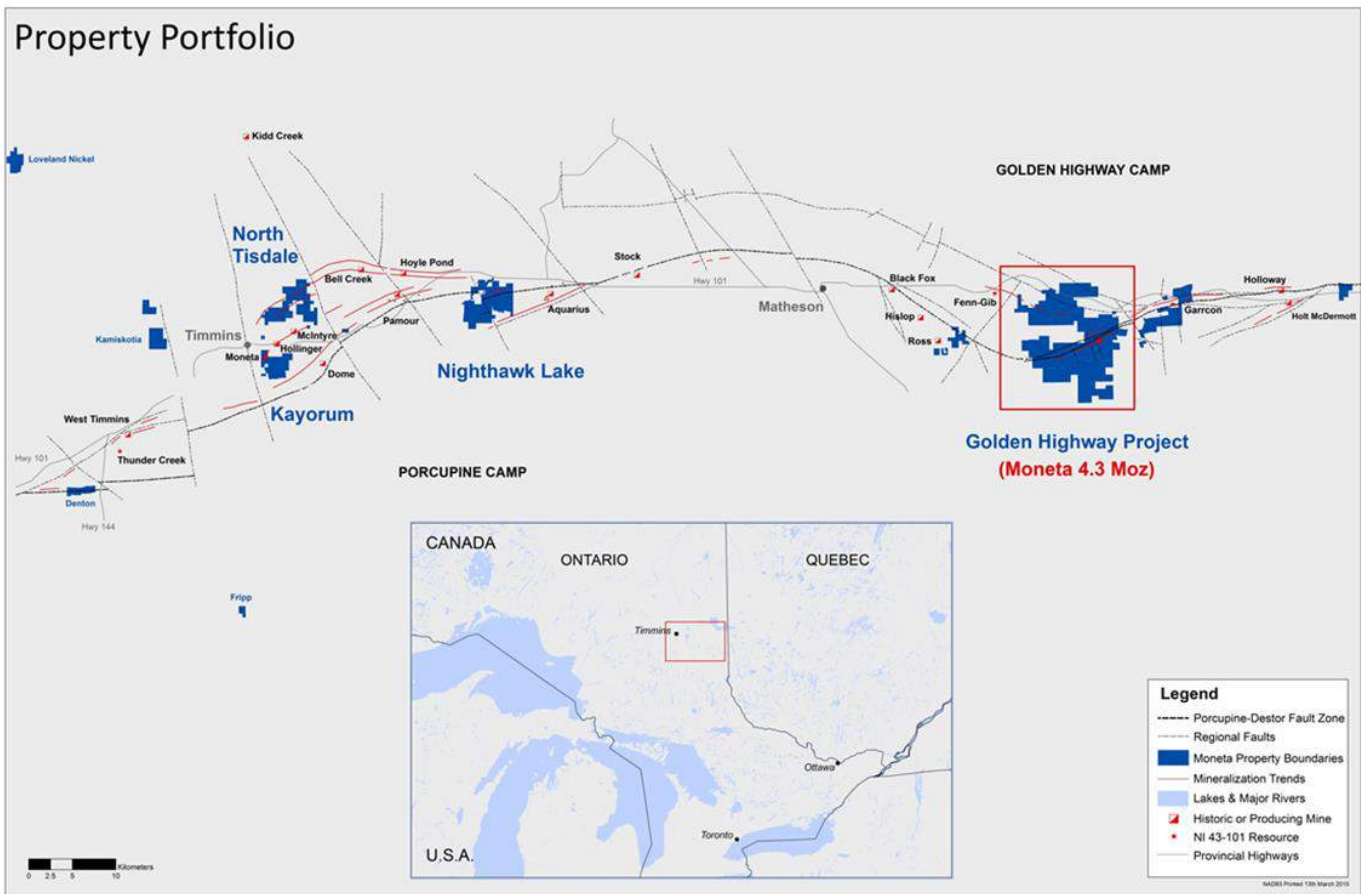 Property Portfolio
Kidd Creek
Loveland Nickel
GOLDEN HIGHWAY CAMP
North
Tisdale
Bell Creek
Hoyle Pond
Stock
Hwy 101
Black Fox
Fenn-Gib
Holloway
Holt McDermott
Garrcon
Aquarius
Matheson
Hislop
Ross
Pamour
Kamiskotia
Timmins
McIntyre
Hollinger
Moneta
Dome
Nighthawk Lake
Kayorum
West Timmins
Hwy 101
Thunder Creek
Denton
Hwy 144
PORCUPINE CAMP
Golden Highway Project
(Moneta 4.3 Moz)
Fripp
CANADA
ONTARIO
QUEBEC
Timmins
Ottawa
Toronto
U.S.A.
Legend
Porcupine-Destor Fault Zone
Regional Faults
Moneta Property Boundaries
Mineralization Trends
Lakes & Major Rivers
Historic or Producing Mine
NI 43-101 Resource
Provincial Highways
Kilometers
0 2.5 5 10
NAD83 Printed 13th March 2015